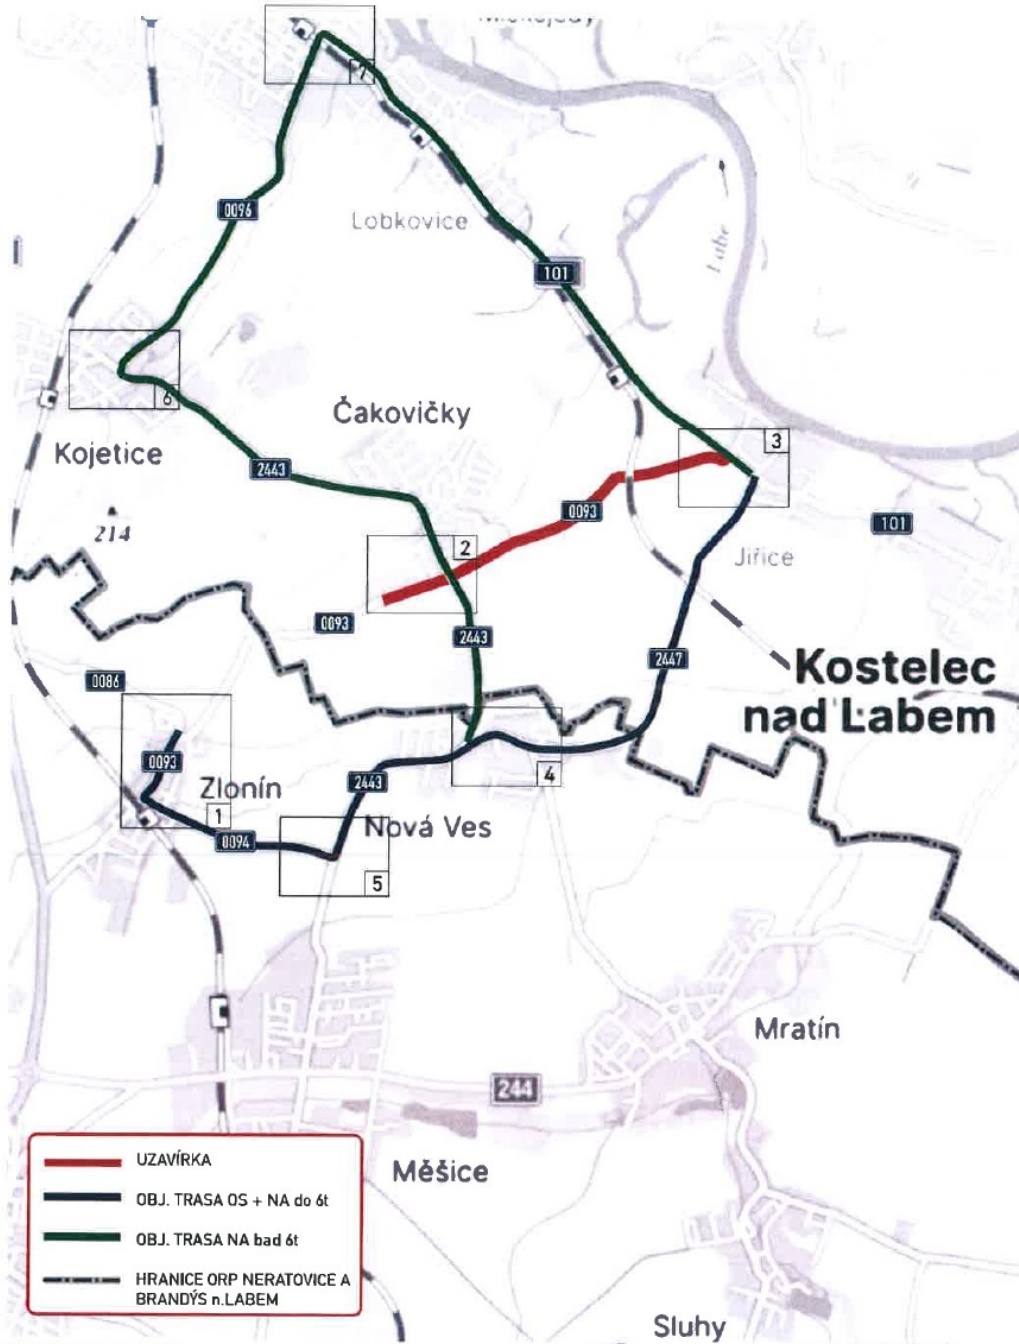 7
0096
Lobkovice
101
Labe
6
Čakovičky
3
Kojetice
2443
0093
101
214
2
Jiřice
0093
2443
2447
0086
Kostelec
nad Labem
0093
Zlonín
1
2443
4
0094
Nová Ves
5
Mratín
244
Měšice
UZAVÍRKA
OBJ. TRASA OS + NA do 6t
OBJ. TRASA NA bad 6t
HRANICE ORP NERATOVICE A
BRANDÝS n.LABEM
Sluhy